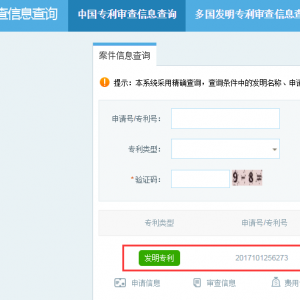 查信息查询 中国专利审查信息查询 多国发明专利审查信息查
案件信息查询
提示：本系统采用精确查询，查询条件中的发明名称、申请
申请号/专利号：
专利类型：
*验证码： 9-8=
专利类型 申请号/专利号
发明专利 2017101256273
申请信息 审查信息 费用